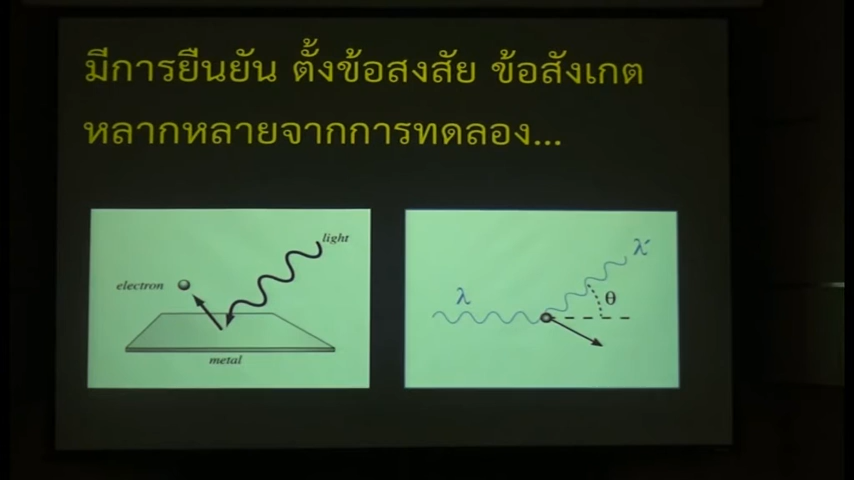 มีการยืนยัน ตั้งข้อสงสัย ข้อสังเกต
หลากหลายจากการทดลอง...
light
electron
metal
λ'
λ
θ